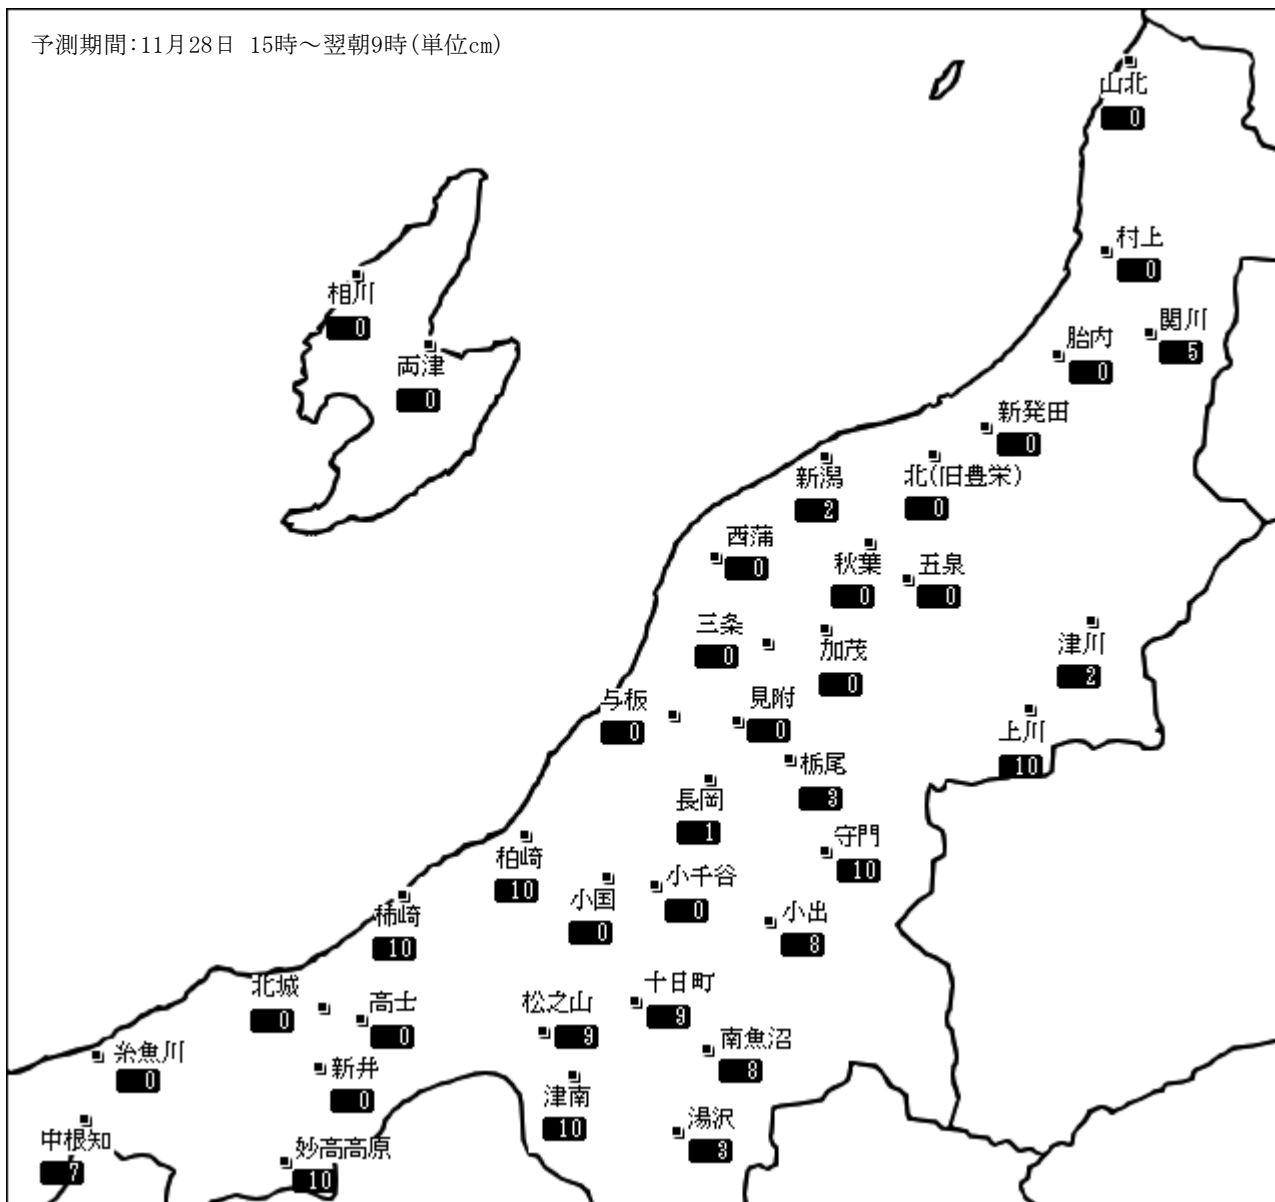 予測期間:11月28日 15時～翌朝9時(単位cm)
山北
0
村上
0
相川
0
関川
5
胎内
0
両津
0
新発田
0
新潟
2
北(旧豊栄)
0
西蒲
0
秋葉
0
五泉
0
三条
0
加茂
0
津川
2
与板
0
見附
0
上川
10
栃尾
3
長岡
1
守門
10
柏崎
10
小国
0
小千谷
0
柿崎
10
小出
8
北城
0
高士
0
松之山
9
十日町
9
糸魚川
0
新井
0
南魚沼
8
津南
10
中根知
7
妙高高原
10
湯沢
3